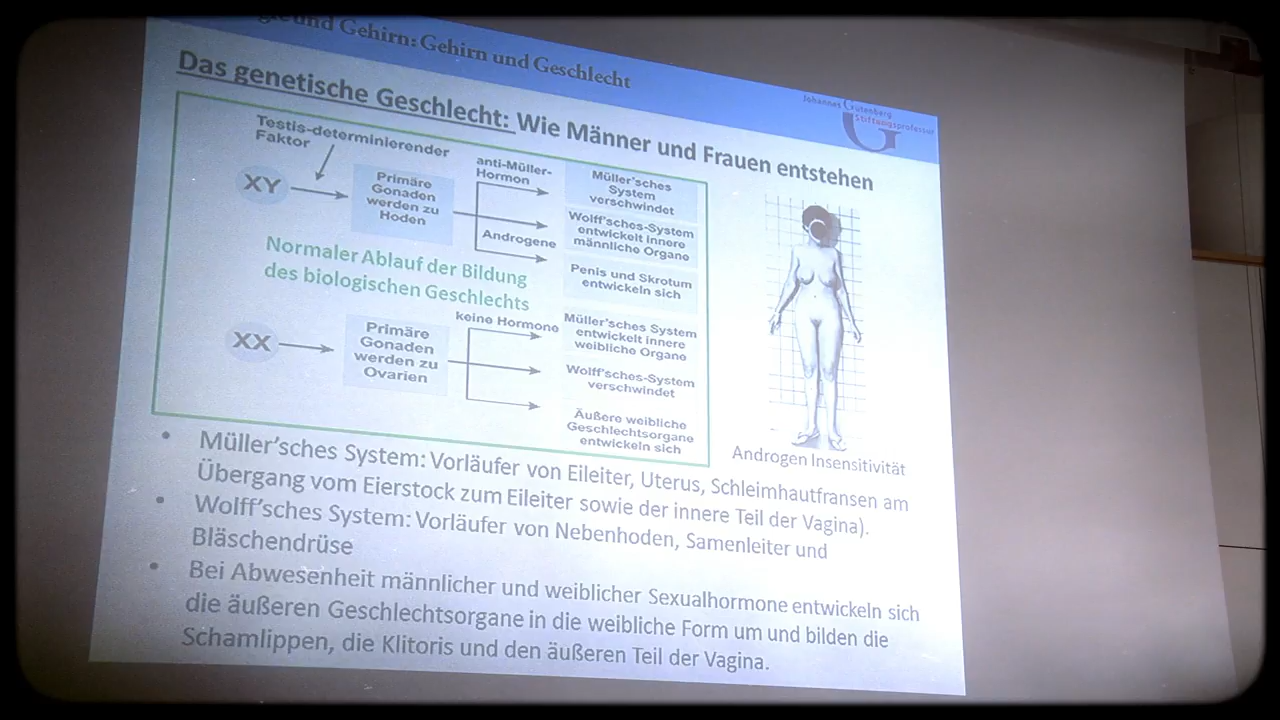 und Gehirn: Gehirn und Geschlecht
Johannes Gutenberg
Stiftungsprofessur
Das genetische Geschlecht: Wie Männer und Frauen entstehen
Testis-determinierender
Faktor
XY
Primäre
Gonaden
werden zu
Hoden
anti-Müller-
Hormon
Androgene
Müller'sches
System
verschwindet
Wolff'sches-System
entwickelt innere
männliche Organe
Penis und Skrotum
entwickeln sich
Normaler Ablauf der Bildung
des biologischen Geschlechts
XX
Primäre
Gonaden
werden zu
Ovarien
keine Hormone
Müller'sches System
entwickelt innere
weibliche Organe
Wolff'sches-System
verschwindet
Äußere weibliche
Geschlechtsorgane
entwickeln sich
Androgen Insensitivität
• Müller'sches System: Vorläufer von Eileiter, Uterus, Schleimhautfransen am
Übergang vom Eierstock zum Eileiter sowie der innere Teil der Vagina).
• Wolff'sches System: Vorläufer von Nebenhoden, Samenleiter und
Bläschendrüse
• Bei Abwesenheit männlicher und weiblicher Sexualhormone entwickeln sich
die äußeren Geschlechtsorgane in die weibliche Form um und bilden die
Schamlippen, die Klitoris und den äußeren Teil der Vagina.